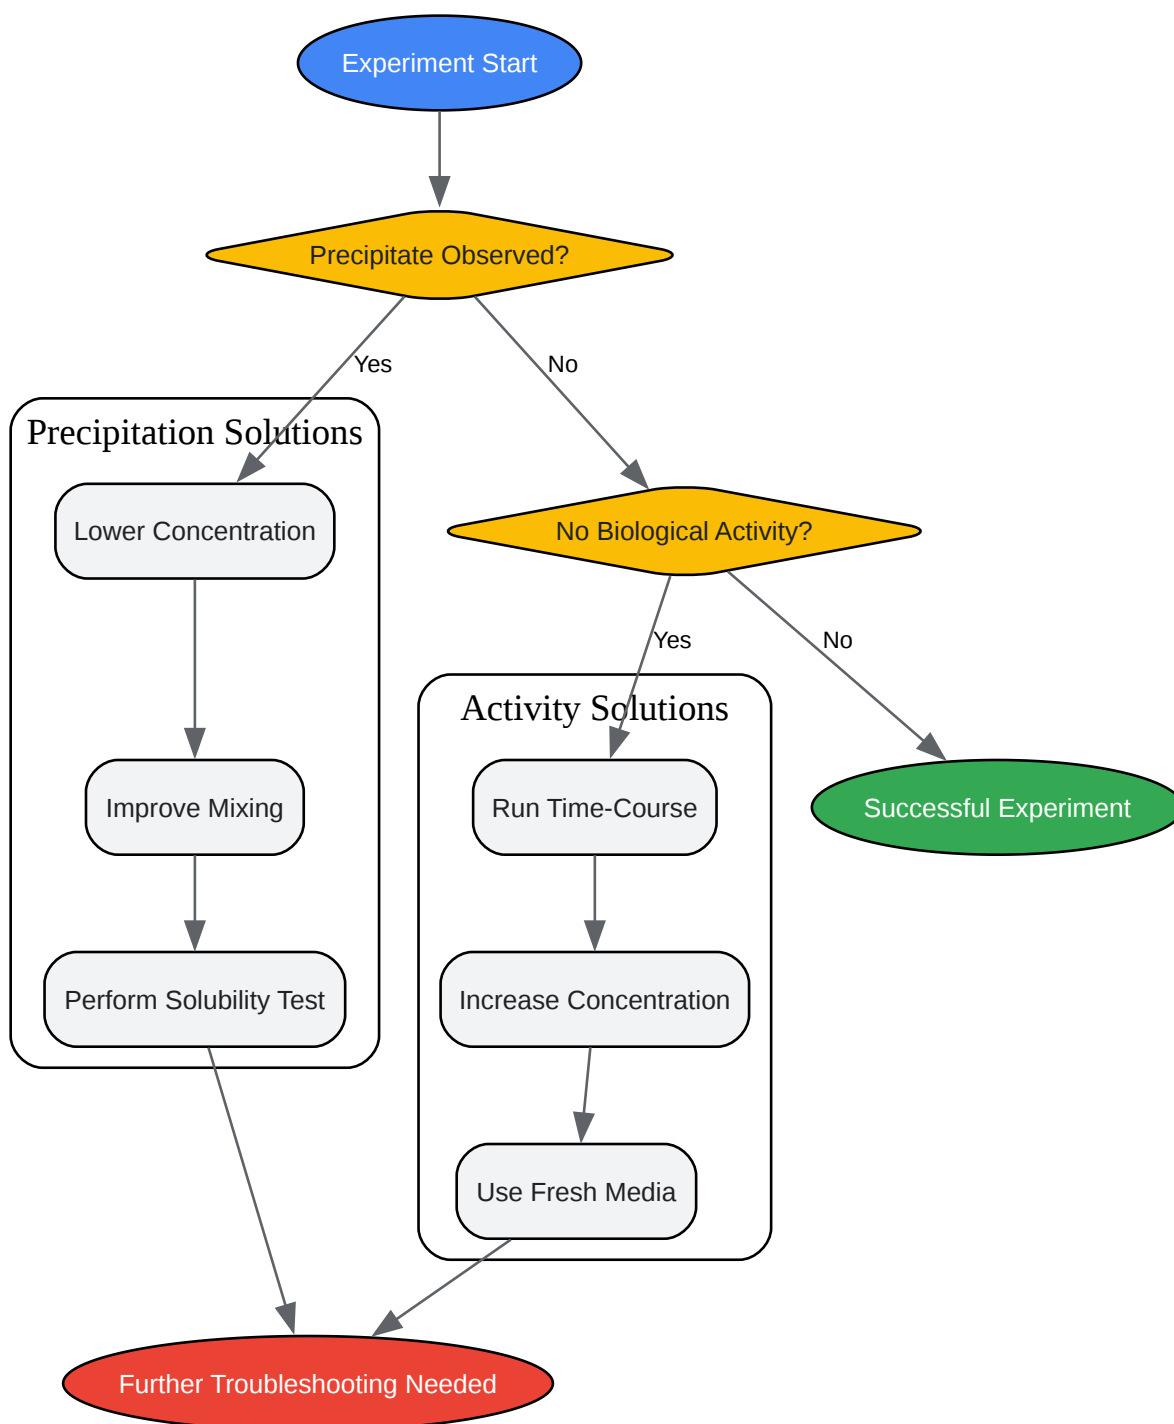 Experiment Start
Precipitate Observed?
Yes
No
Precipitation Solutions
Lower Concentration
No Biological Activity?
Yes
No
Activity Solutions
Improve Mixing
Run Time-Course
Successful Experiment
Perform Solubility Test
Increase Concentration
Use Fresh Media
Further Troubleshooting Needed